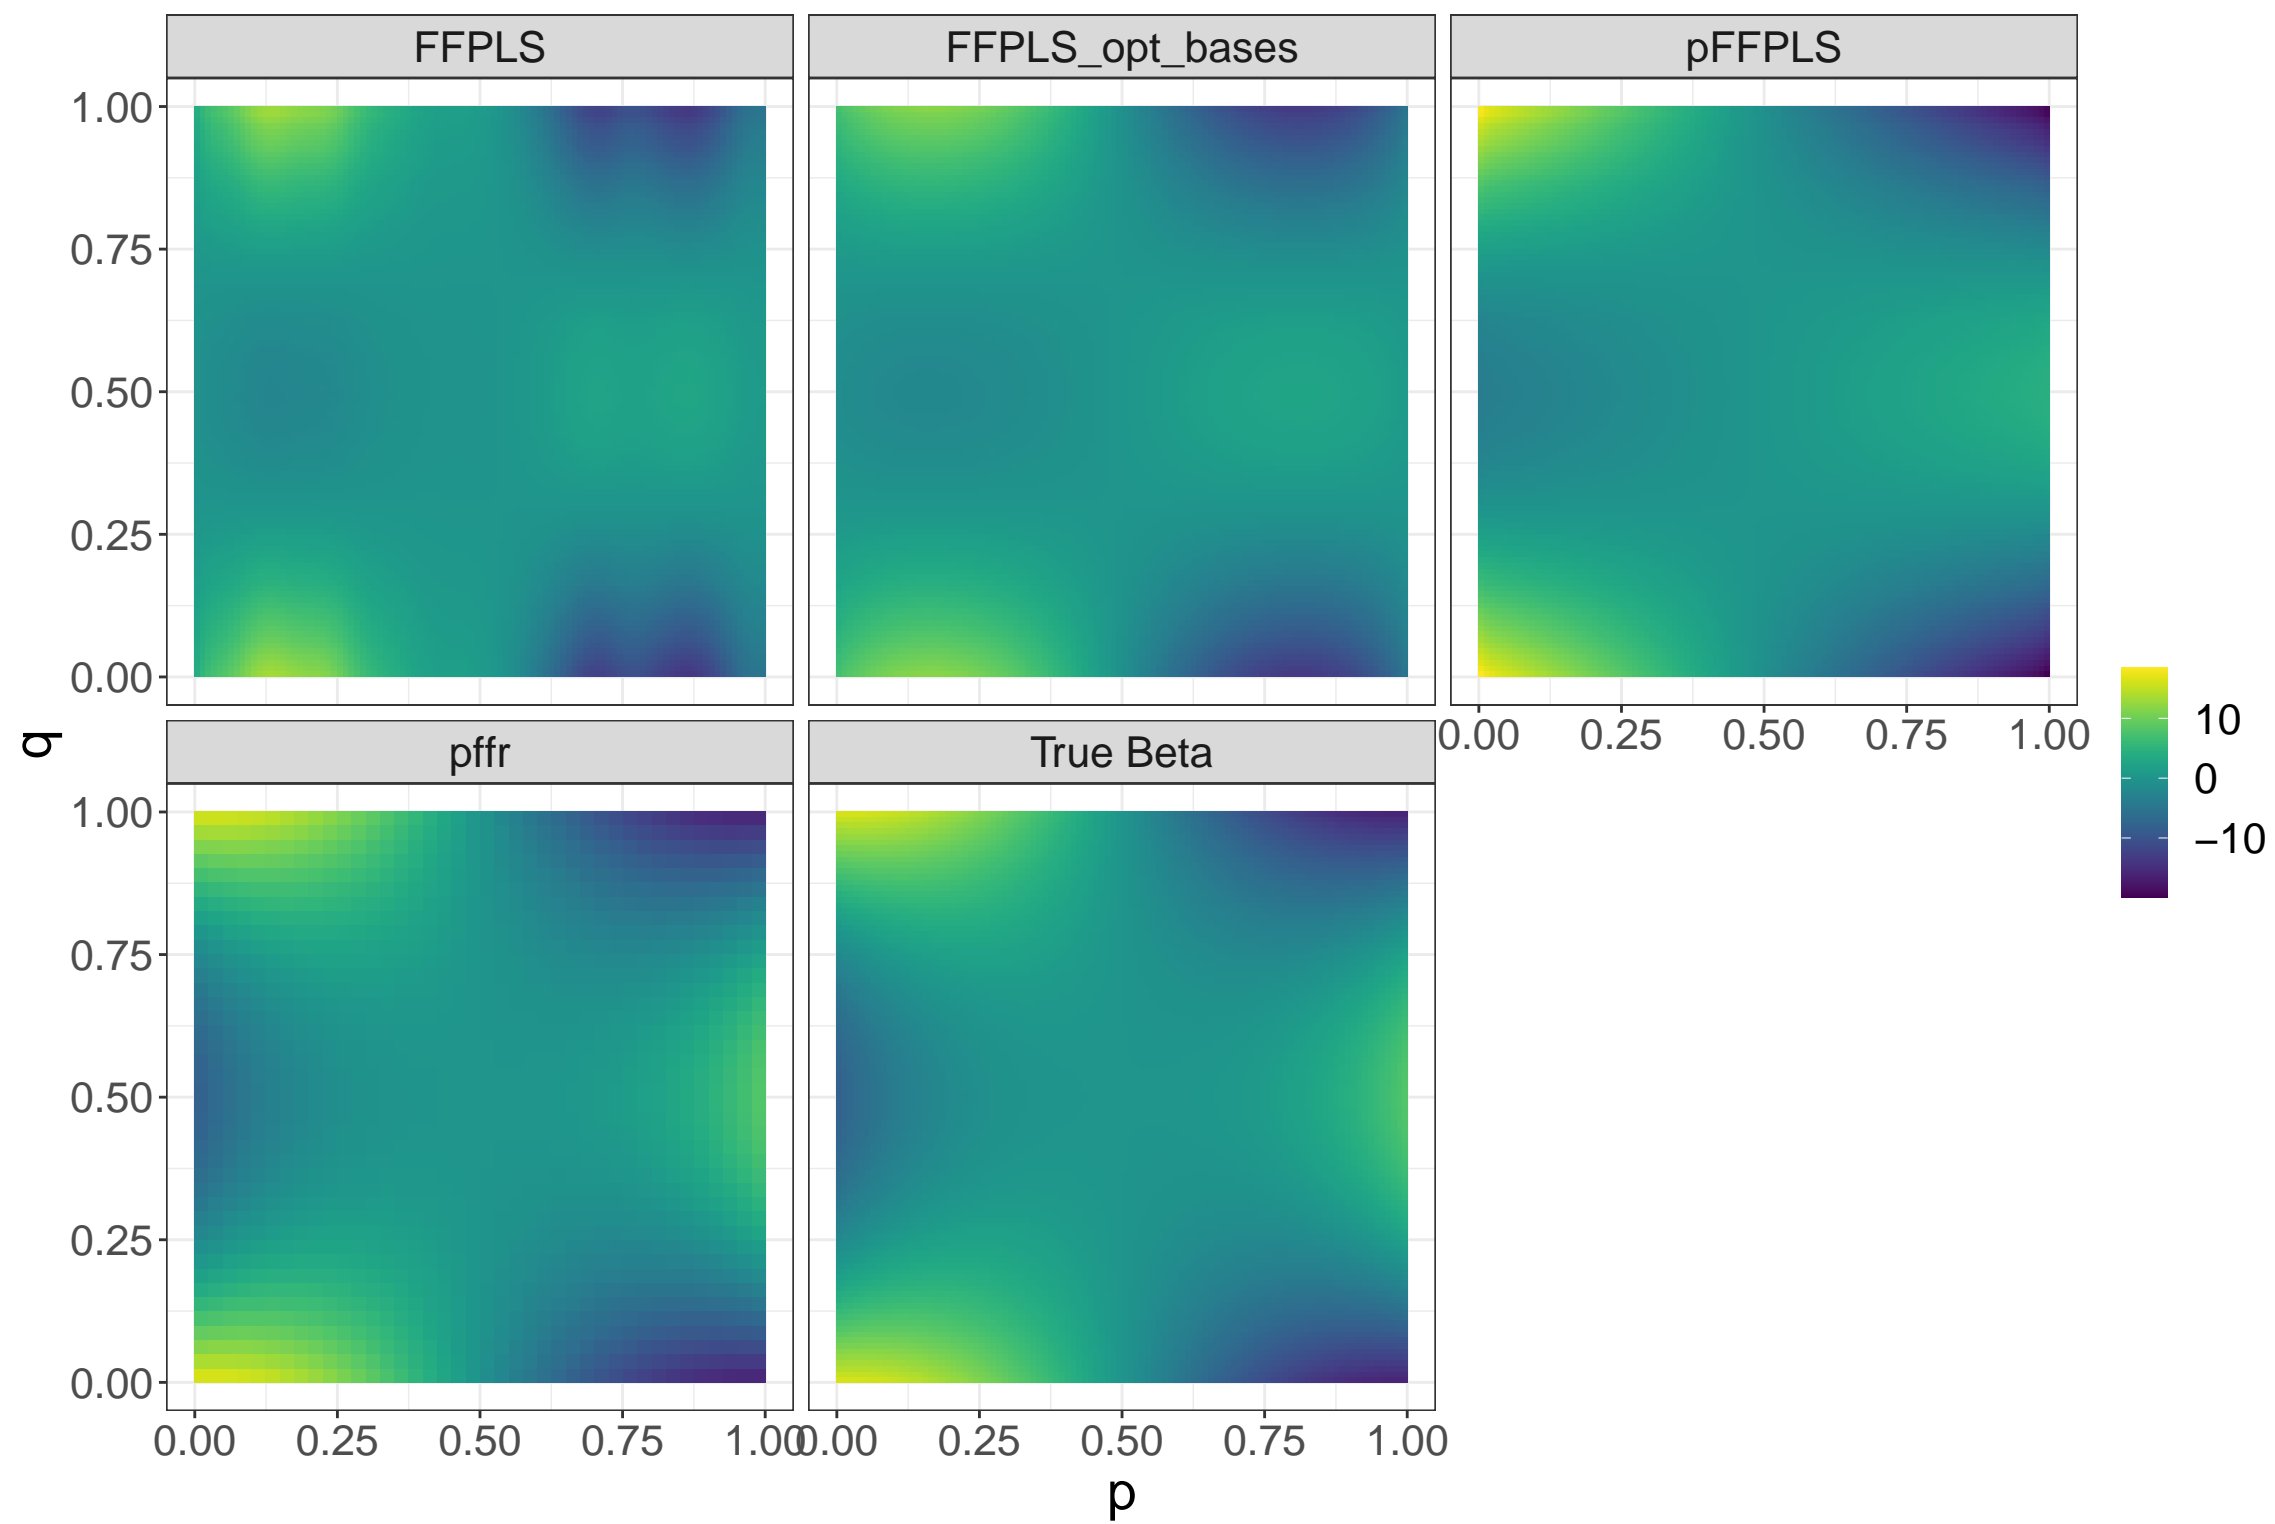 FFPLS FFPLS_opt_bases pFFPLS
1.00
0.75
0.50
0.25
0.00
0.00 0.25 0.50 0.75 1.00
q
pffr True Beta
1.00
0.75
0.50
0.25
0.00
0.00 0.25 0.50 0.75 1.00 0.00 0.25 0.50 0.75 1.00
p
10
0
−10